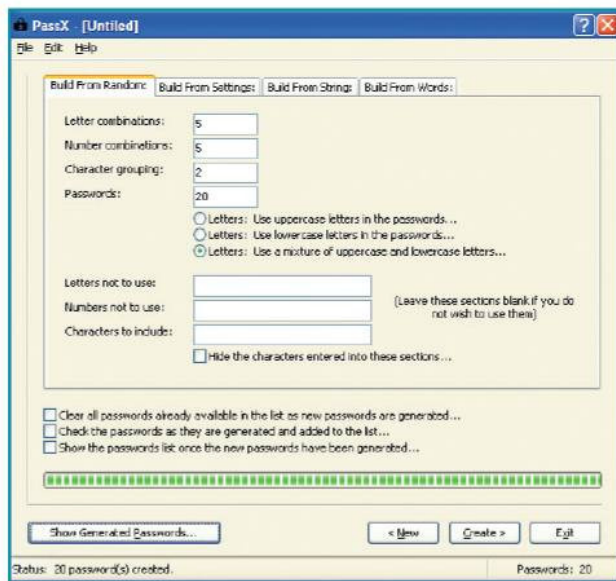 PassX - [Untiled]
File Edit Help
Build From Random: Build From Settings: Build From String: Build From Words:
Letter combinations: 5
Number combinations: 5
Character grouping: 2
Passwords: 20
Letters: Use uppercase letters in the passwords...
Letters: Use lowercase letters in the passwords...
Letters: Use a mixture of uppercase and lowercase letters...
Letters not to use:
Numbers not to use:
(Leave these sections blank if you do
not wish to use them)
Characters to include:
Hide the characters entered into these sections...
Clear all passwords already available in the list as new passwords are generated...
Check the passwords as they are generated and added to the list...
Show the passwords list once the new passwords have been generated...
Show Generated Passwords... < New Create > Exit
Status: 20 password(s) created. Passwords: 20